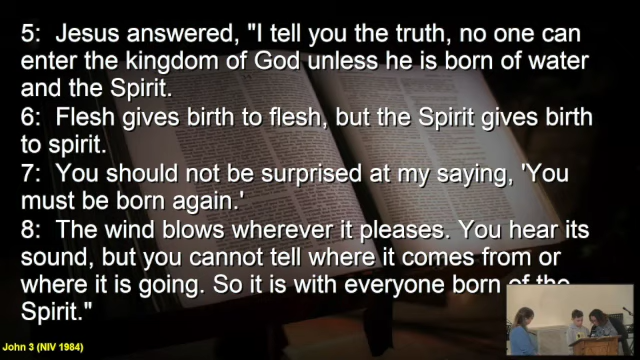 5:  Jesus answered, "I tell you the truth, no one can
enter the kingdom of God unless he is born of water
and the Spirit.
6:  Flesh gives birth to flesh, but the Spirit gives birth
to spirit.
7:  You should not be surprised at my saying, 'You
must be born again.'
8:  The wind blows wherever it pleases. You hear its
sound, but you cannot tell where it comes from or
where it is going. So it is with everyone born of the
Spirit."
John 3 (NIV 1984)